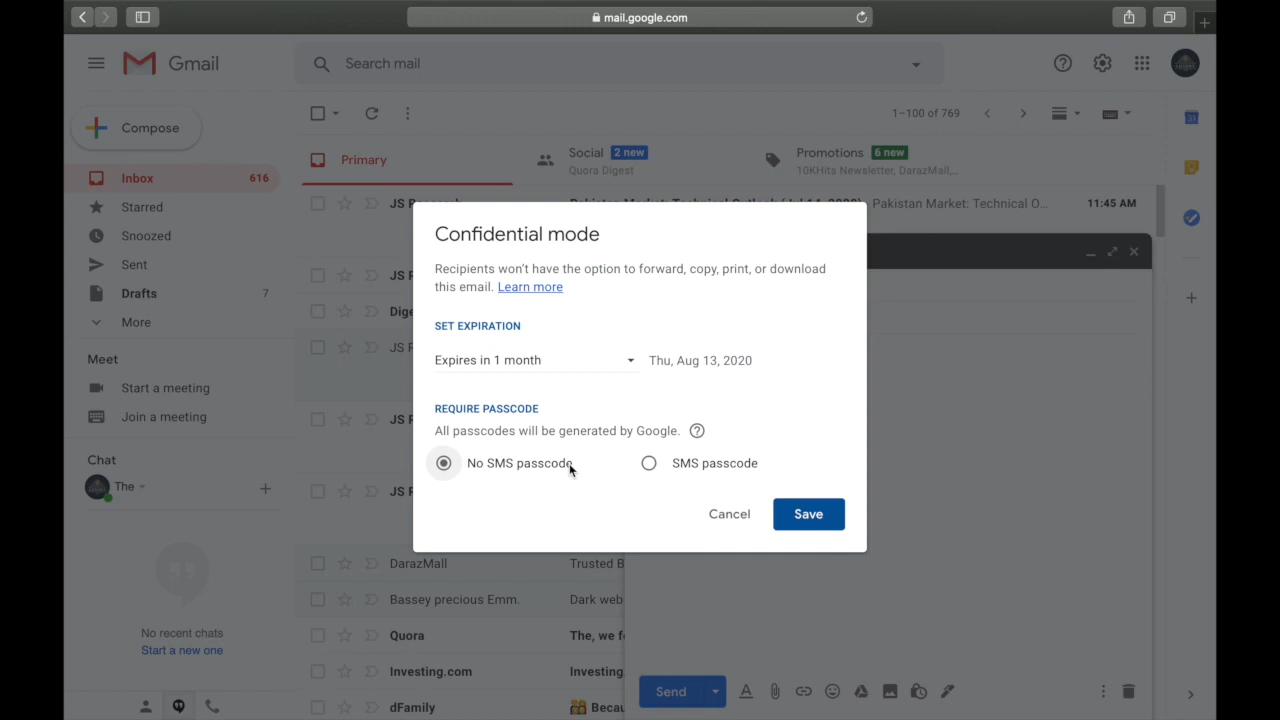 mail.google.com
Gmail
Search mail
Compose
1–100 of 769
Primary
Social 2 new
Quora Digest
Promotions 6 new
10KHits Newsletter, DarazMall,...
Inbox 616
Starred
Snoozed
Sent
Drafts 7
More
Meet
Start a meeting
Join a meeting
Chat
The
No recent chats
Start a new one
Pakistan Market: Technical O... 11:45 AM
Confidential mode
Recipients won't have the option to forward, copy, print, or download
this email. Learn more
SET EXPIRATION
Expires in 1 month Thu, Aug 13, 2020
REQUIRE PASSCODE
All passcodes will be generated by Google.
No SMS passcode SMS passcode
Cancel Save
DarazMall Trusted B
Bassey precious Emm. Dark web
Quora The, we f
Investing.com Investing
dFamily Becau
Send